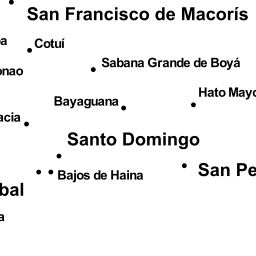 San Francisco de Macorís
Cotuí
Sabana Grande de Boyá
onao
Hato Mayo
Bayaguana
acia
Santo Domingo
San Pe
Bajos de Haina
bal
a